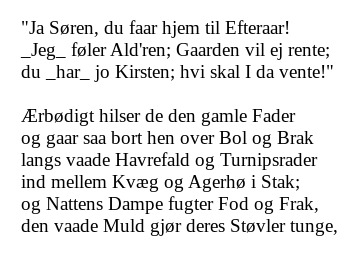 "Ja Søren, du faar hjem til Efteraar!
_Jeg_ føler Ald'ren; Gaarden vil ej rente;
du _har_ jo Kirsten; hvi skal I da vente!"
Ærbødigt hilser de den gamle Fader
og gaar saa bort hen over Bol og Brak
langs vaade Havrefald og Turnipsrader
ind mellem Kvæg og Agerhø i Stak;
og Nattens Dampe fugter Fod og Frak,
den vaade Muld gjør deres Støvler tunge,